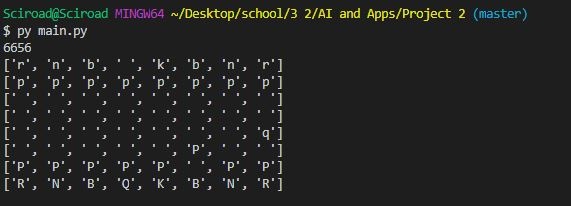 Sciroad@Sciroad MINGW64 ~/Desktop/school/3 2/AI and Apps/Project 2 (master)
$ py main.py
6656
['r', 'n', 'b', ' ', 'k', 'b', 'n', 'r']
['p', 'p', 'p', 'p', 'p', 'p', 'p', 'p']
[' ', ' ', ' ', ' ', ' ', ' ', ' ', ' ']
[' ', ' ', ' ', ' ', ' ', ' ', ' ', ' ']
[' ', ' ', ' ', ' ', ' ', ' ', ' ', 'q']
[' ', ' ', ' ', ' ', ' ', 'P', ' ', ' ']
['P', 'P', 'P', 'P', 'P', ' ', 'P', 'P']
['R', 'N', 'B', 'Q', 'K', 'B', 'N', 'R']